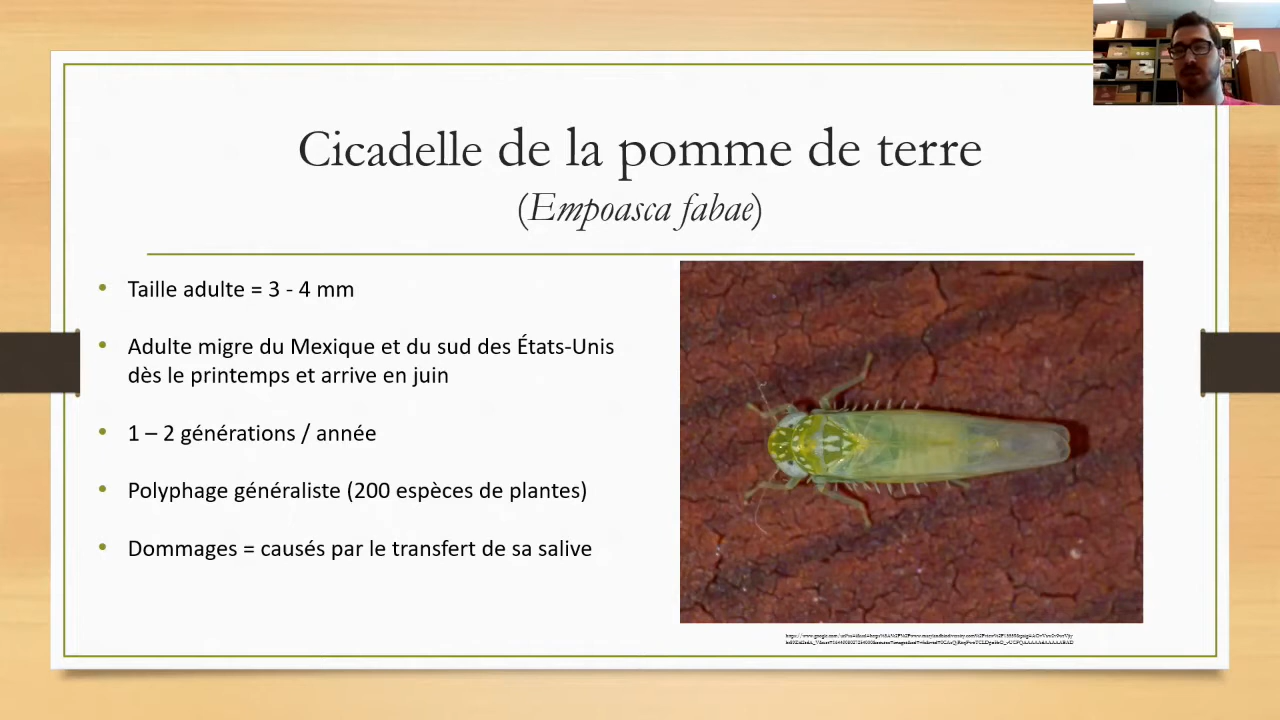 Cicadelle de la pomme de terre
(Empoasca fabae)
• Taille adulte = 3 - 4 mm
• Adulte migre du Mexique et du sud des États-Unis
dès le printemps et arrive en juin
• 1 – 2 générations / année
• Polyphage généraliste (200 espèces de plantes)
• Dommages = causés par le transfert de sa salive